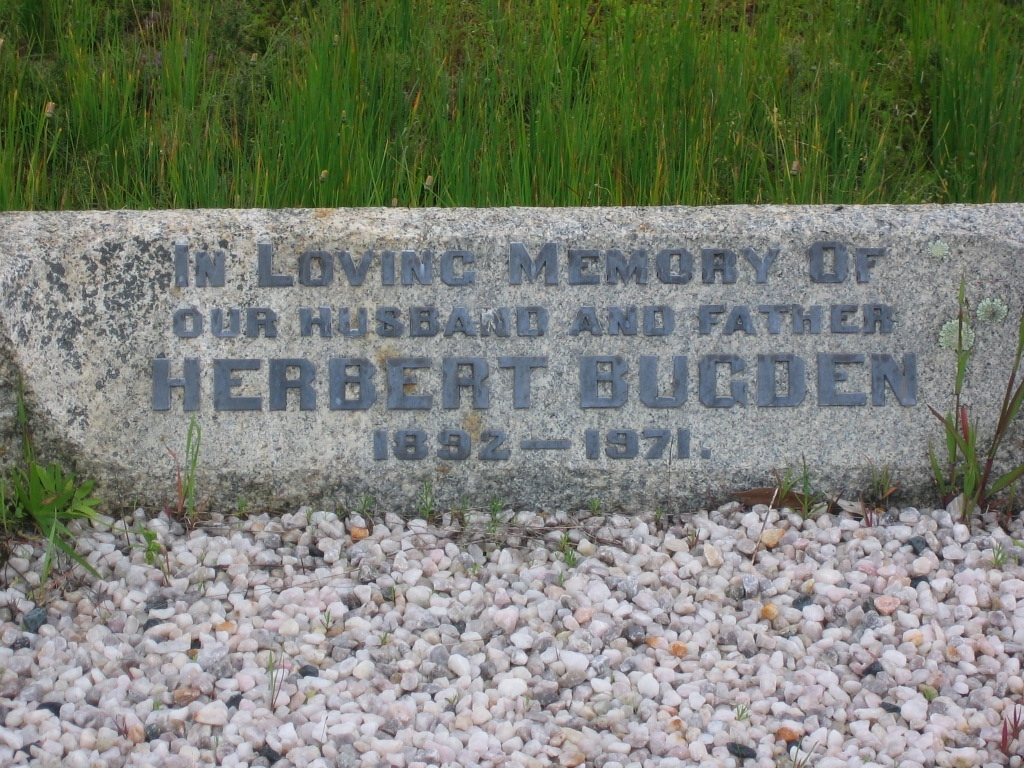 IN LOVING MEMORY OF
OUR HUSBAND AND FATHER
HERBERT BUGDEN
1892—1971.